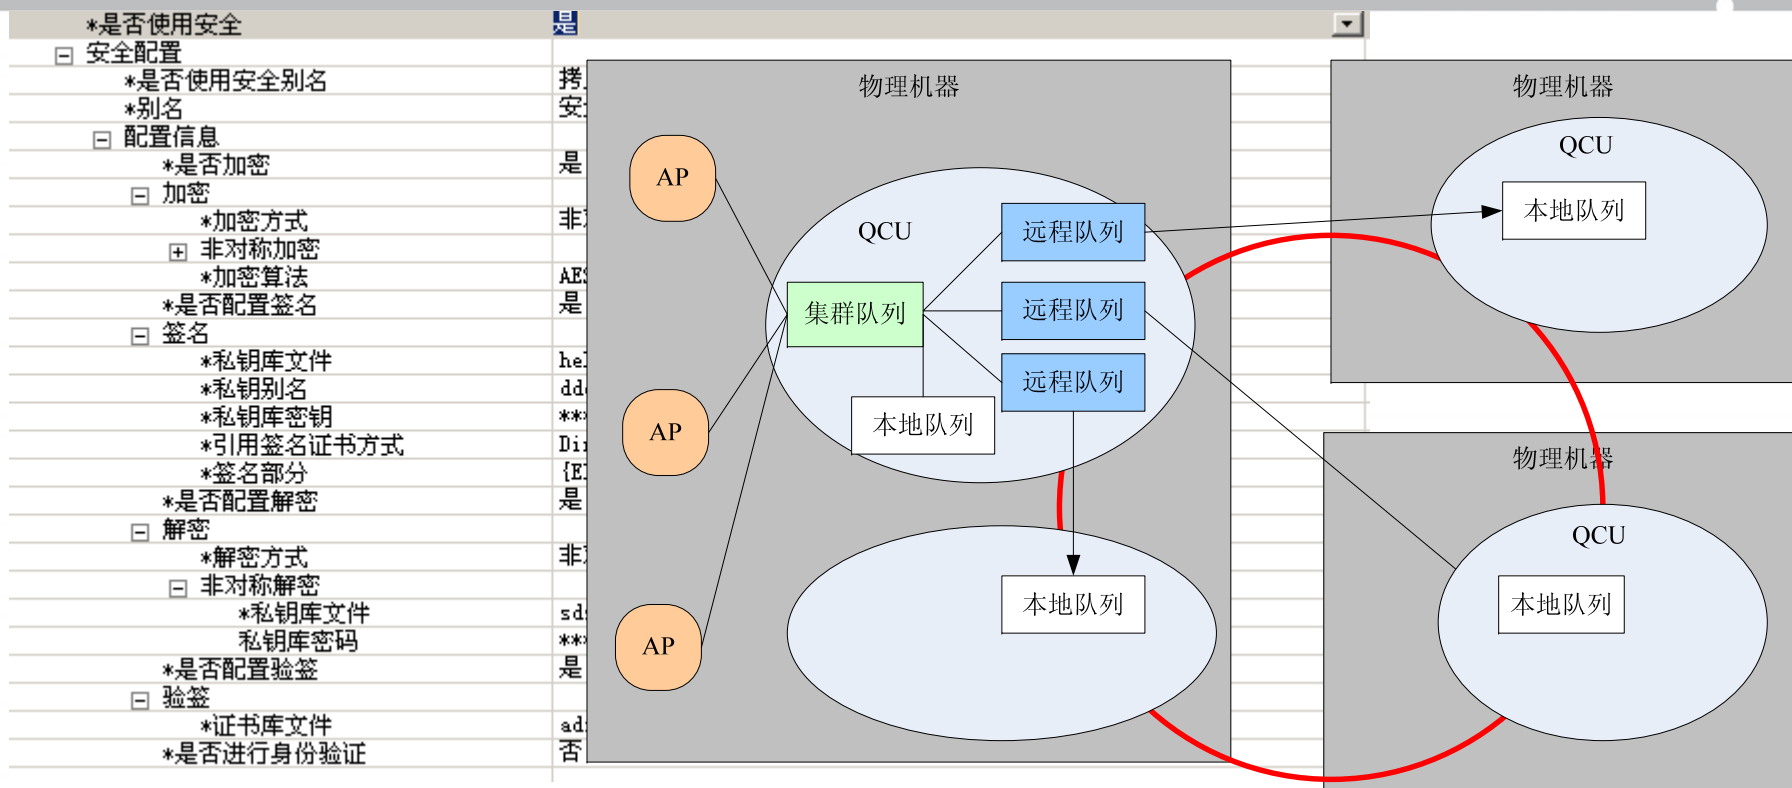 *是否使用安全 是
安全配置
*是否使用安全别名 拷
*别名
配置信息
*是否加密 是
加密
*加密方式 非
非对称加密
*加密算法 AES
*是否配置签名 是
签名
*私钥库文件 hel
*私钥别名 dd
*私钥库密钥 **
*引用签名证书方式 Di
*签名部分 {E
*是否配置解密 是
解密
*解密方式 非
非对称解密
*私钥库文件 sd
私钥库密码 **
*是否配置验签 是
验签
*证书库文件 ad
*是否进行身份验证 否
物理机器
AP
QCU
远程队列
集群队列
远程队列
远程队列
AP
本地队列
本地队列
AP
物理机器
QCU
本地队列
物理机器
QCU
本地队列